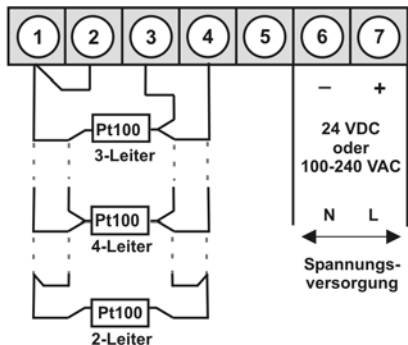 1 2 3 4 5 6 7
− +
Pt100
3-Leiter
24 VDC
oder
100-240 VAC
Pt100
4-Leiter
N L
Spannungs-
versorgung
Pt100
2-Leiter